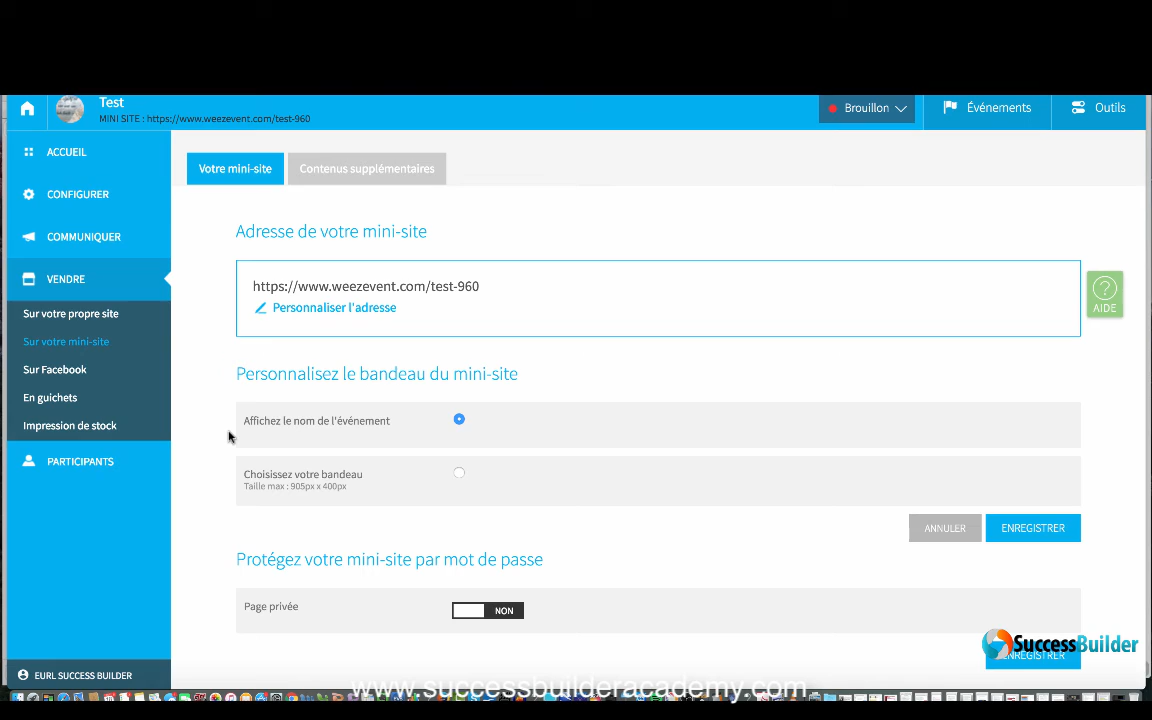 Test
MINI SITE : https://www.weezevent.com/test-960
Brouillon
Événements
Outils
ACCUEIL
CONFIGURER
COMMUNIQUER
VENDRE
Sur votre propre site
Sur votre mini-site
Sur Facebook
En guichets
Impression de stock
PARTICIPANTS
EURL SUCCESS BUILDER
Votre mini-site
Contenus supplémentaires
Adresse de votre mini-site
https://www.weezevent.com/test-960
Personnaliser l'adresse
? AIDE
Personnalisez le bandeau du mini-site
Affichez le nom de l'événement
Choisissez votre bandeau
Taille max : 905px x 400px
ANNULER
ENREGISTRER
Protégez votre mini-site par mot de passe
Page privée
NON
SuccessBuilder
ENREGISTRER
www.successbuilderacademy.com